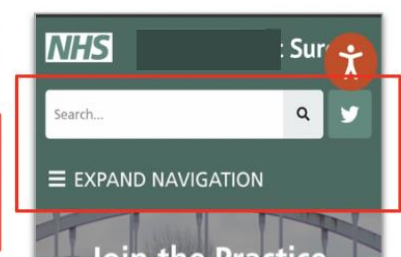 NHS
: Sur
Search...
☰ EXPAND NAVIGATION
Join the Practice